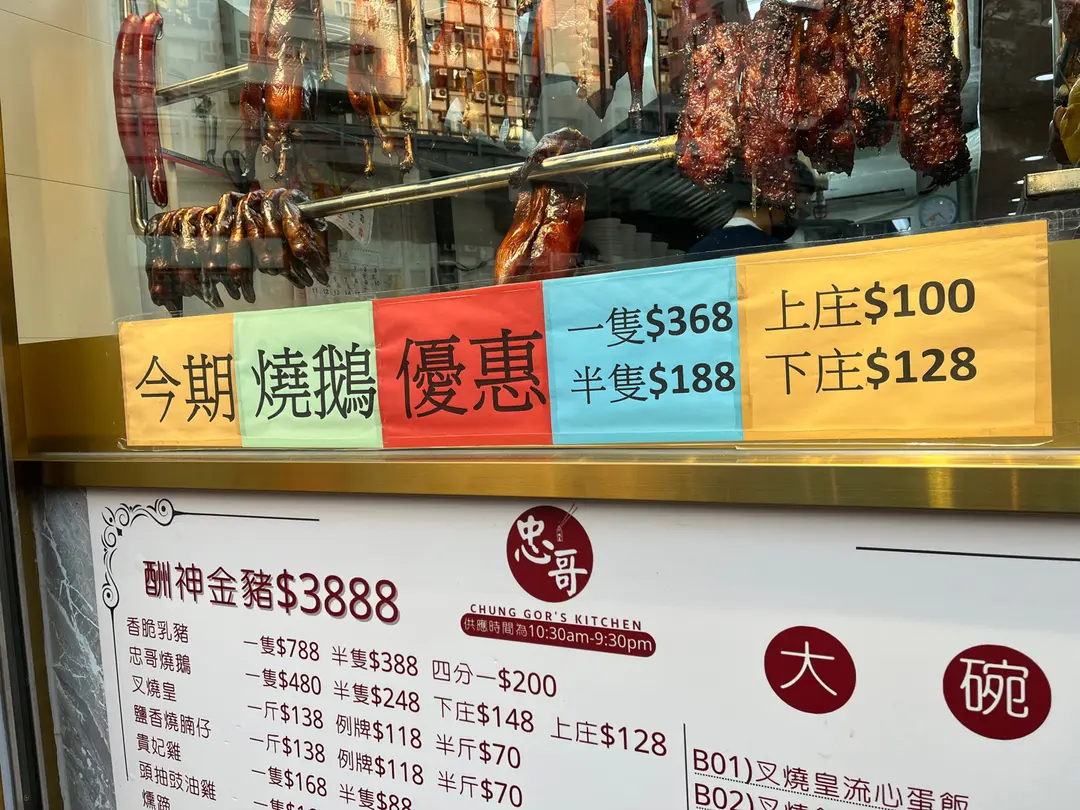 今期 燒鵝 優惠 一隻$368 上庄$100
半隻$188 下庄$128
忠哥
CHUNG GOR'S KITCHEN
供應時間為10:30am-9:30pm
酬神金豬$3888
香脆乳豬 一隻$788 半隻$388 四分一$200
忠哥燒鵝 一隻$480 半隻$248 下庄$148 上庄$128
叉燒皇 一斤$138 例牌$118 半斤$70
鹽香燒腩仔 一斤$138 例牌$118 半斤$70
貴妃雞 一隻$168 半隻$88
頭抽豉油雞
燻蹄
大碗
B01)叉燒皇流心蛋飯
B02)叉燒